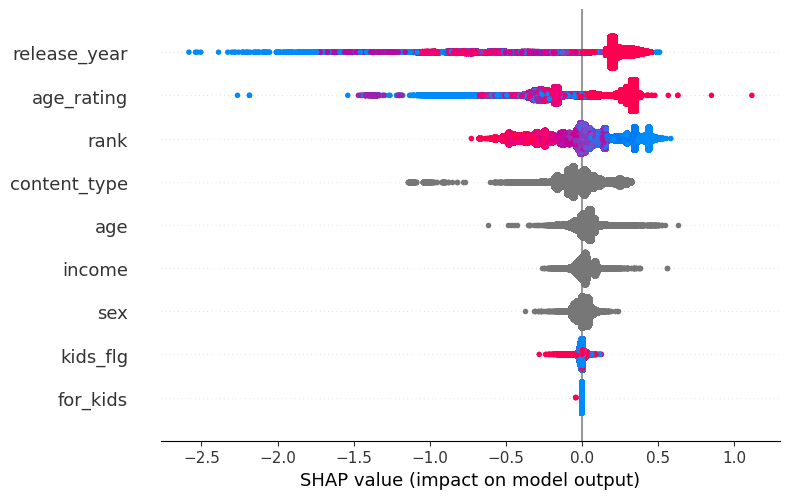 release_year
age_rating
rank
content_type
age
income
sex
kids_flg
for_kids
−2.5 −2.0 −1.5 −1.0 −0.5 0.0 0.5 1.0
SHAP value (impact on model output)